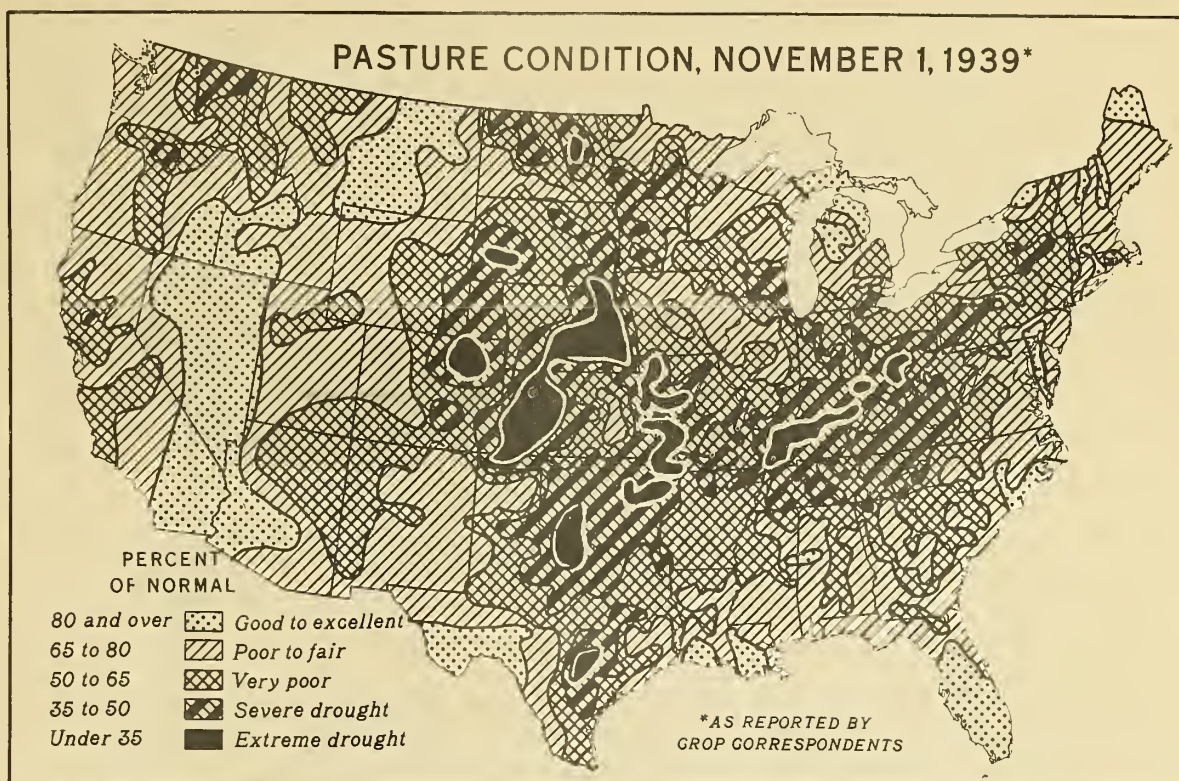 PASTURE CONDITION, NOVEMBER 1, 1939*
PERCENT
OF NORMAL
80 and over Good to excellent
65 to 80 Poor to fair
50 to 65 Very poor
35 to 50 Severe drought
Under 35 Extreme drought
*AS REPORTED BY
CROP CORRESPONDENTS